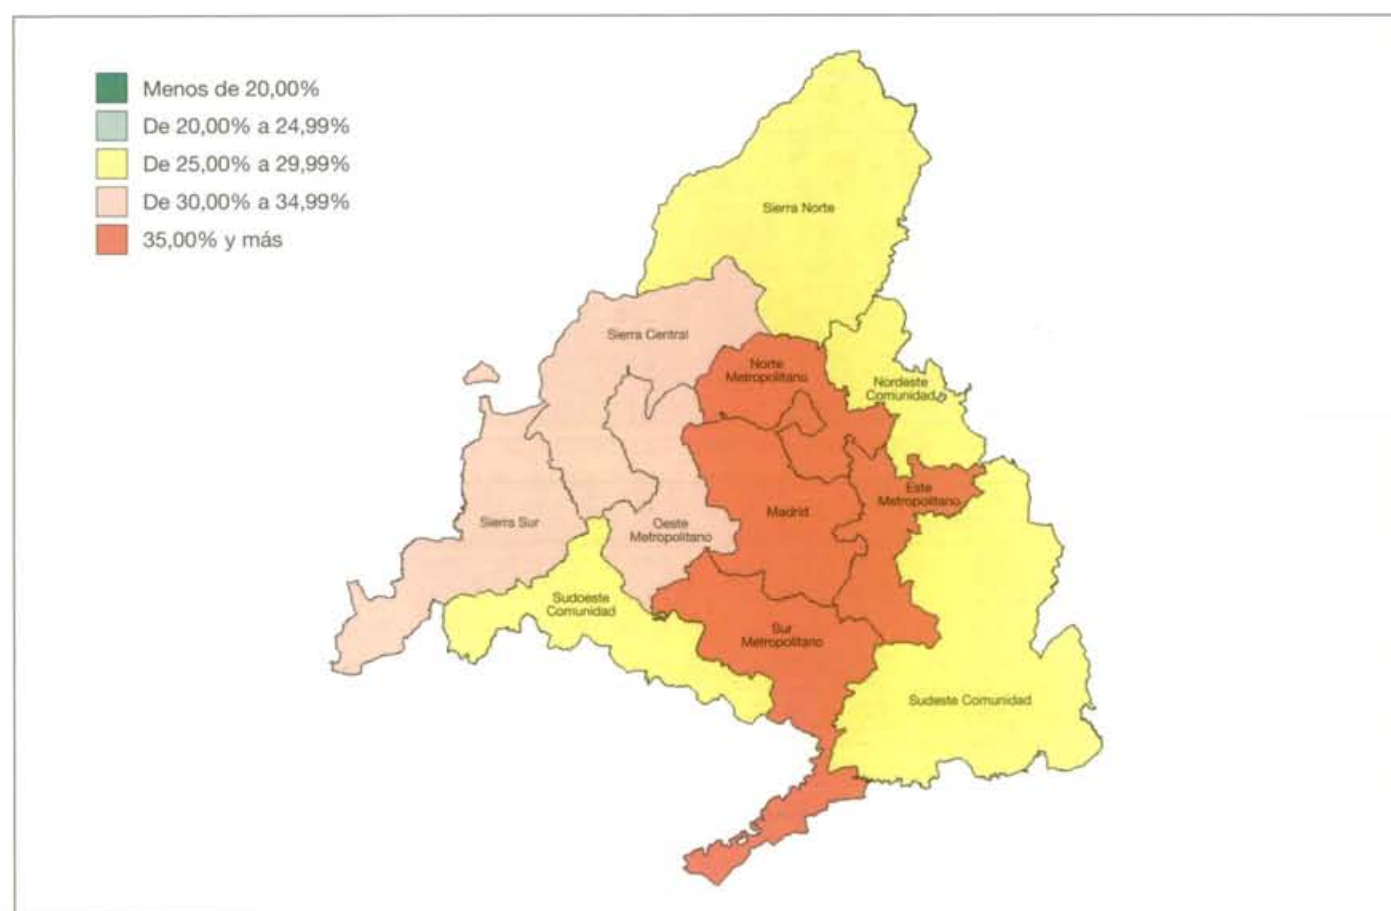 Menos de 20,00%
De 20,00% a 24,99%
De 25,00% a 29,99%
De 30,00% a 34,99%
35,00% y más
Sierra Norte
Sierra Central
Norte
Metropolitano
Nordeste
Comunidad
Este
Metropolitano
Madrid
Sierra Sur
Oeste
Metropolitano
Sudoeste
Comunidad
Sur
Metropolitano
Sudeste Comunidad